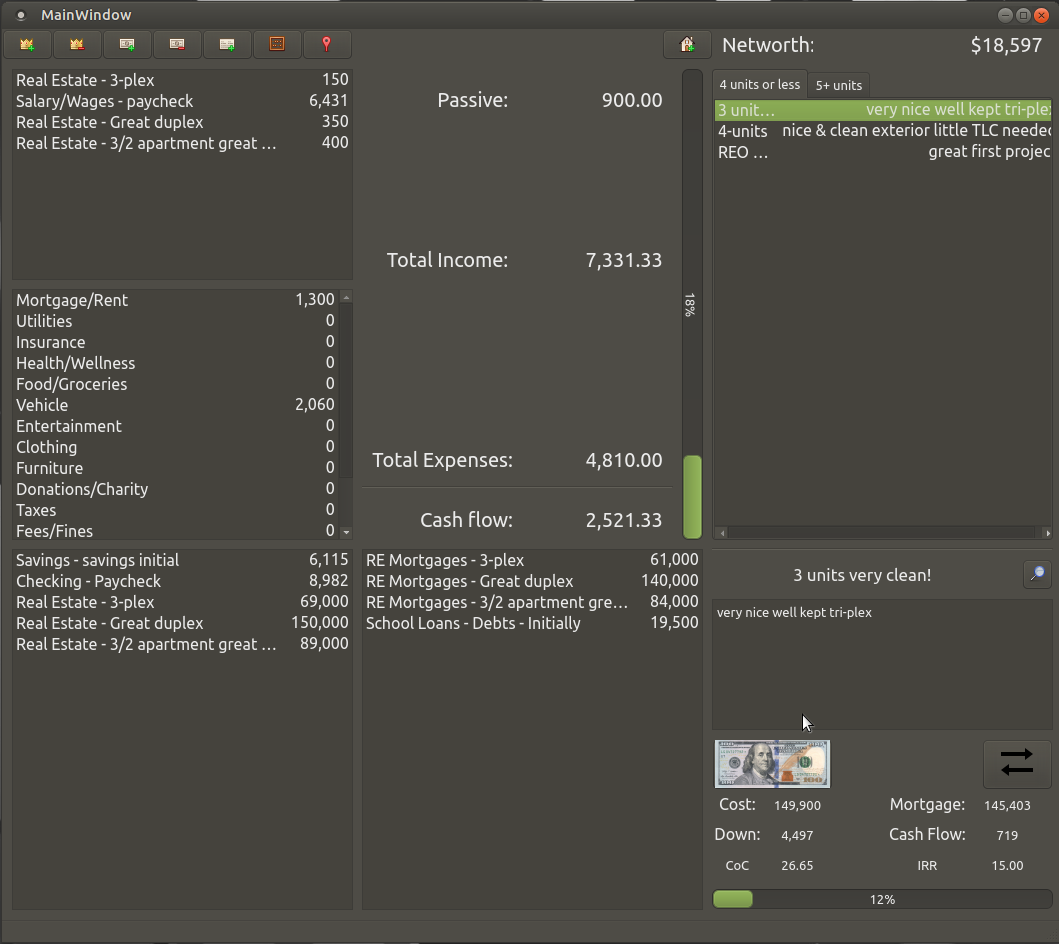 MainWindow
Networth: $18,597
Real Estate - 3-plex 150
Salary/Wages - paycheck 6,431
Real Estate - Great duplex 350
Real Estate - 3/2 apartment great … 400
Passive: 900.00
Total Income: 7,331.33
Total Expenses: 4,810.00
Cash flow: 2,521.33
18%
4 units or less 5+ units
3 unit… very nice well kept tri-ple
4-units nice & clean exterior little TLC needed
REO … great first projec
Mortgage/Rent 1,300
Utilities 0
Insurance 0
Health/Wellness 0
Food/Groceries 0
Vehicle 2,060
Entertainment 0
Clothing 0
Furniture 0
Donations/Charity 0
Taxes 0
Fees/Fines 0
Savings - savings initial 6,115
Checking - Paycheck 8,982
Real Estate - 3-plex 69,000
Real Estate - Great duplex 150,000
Real Estate - 3/2 apartment great … 89,000
RE Mortgages - 3-plex 61,000
RE Mortgages - Great duplex 140,000
RE Mortgages - 3/2 apartment gre… 84,000
School Loans - Debts - Initially 19,500
3 units very clean!
very nice well kept tri-plex
Cost: 149,900 Mortgage: 145,403
Down: 4,497 Cash Flow: 719
CoC 26.65 IRR 15.00
12%